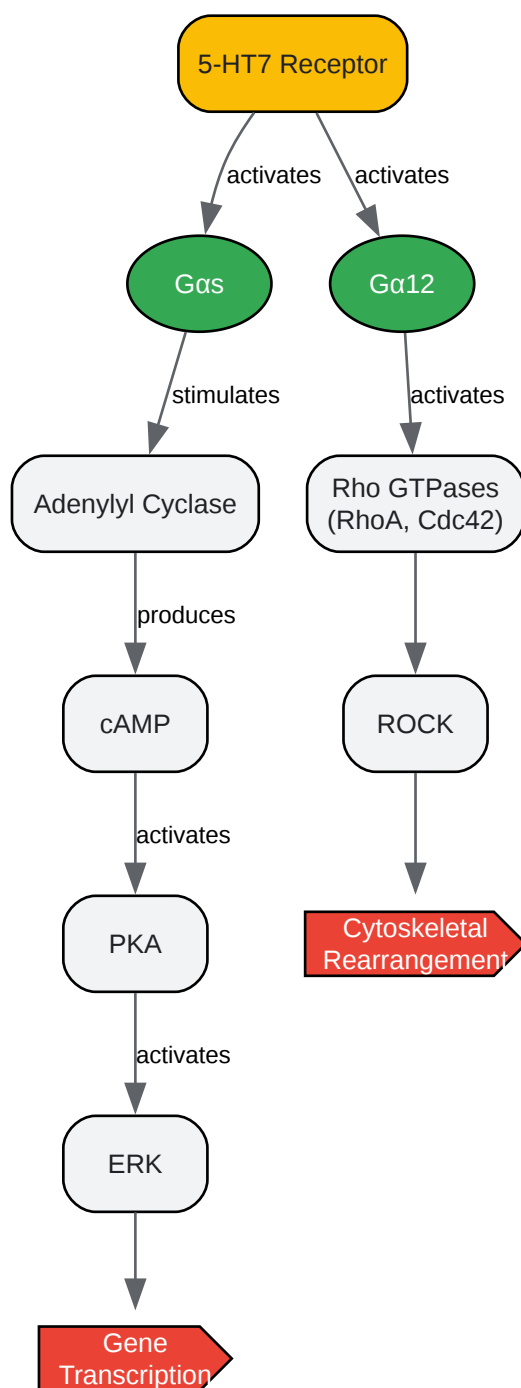 5-HT7 Receptor
activates
activates
Gαs
Gα12
stimulates
activates
Adenylyl Cyclase
Rho GTPases
(RhoA, Cdc42)
produces
cAMP
ROCK
activates
PKA
Cytoskeletal
Rearrangement
activates
ERK
Gene
Transcription